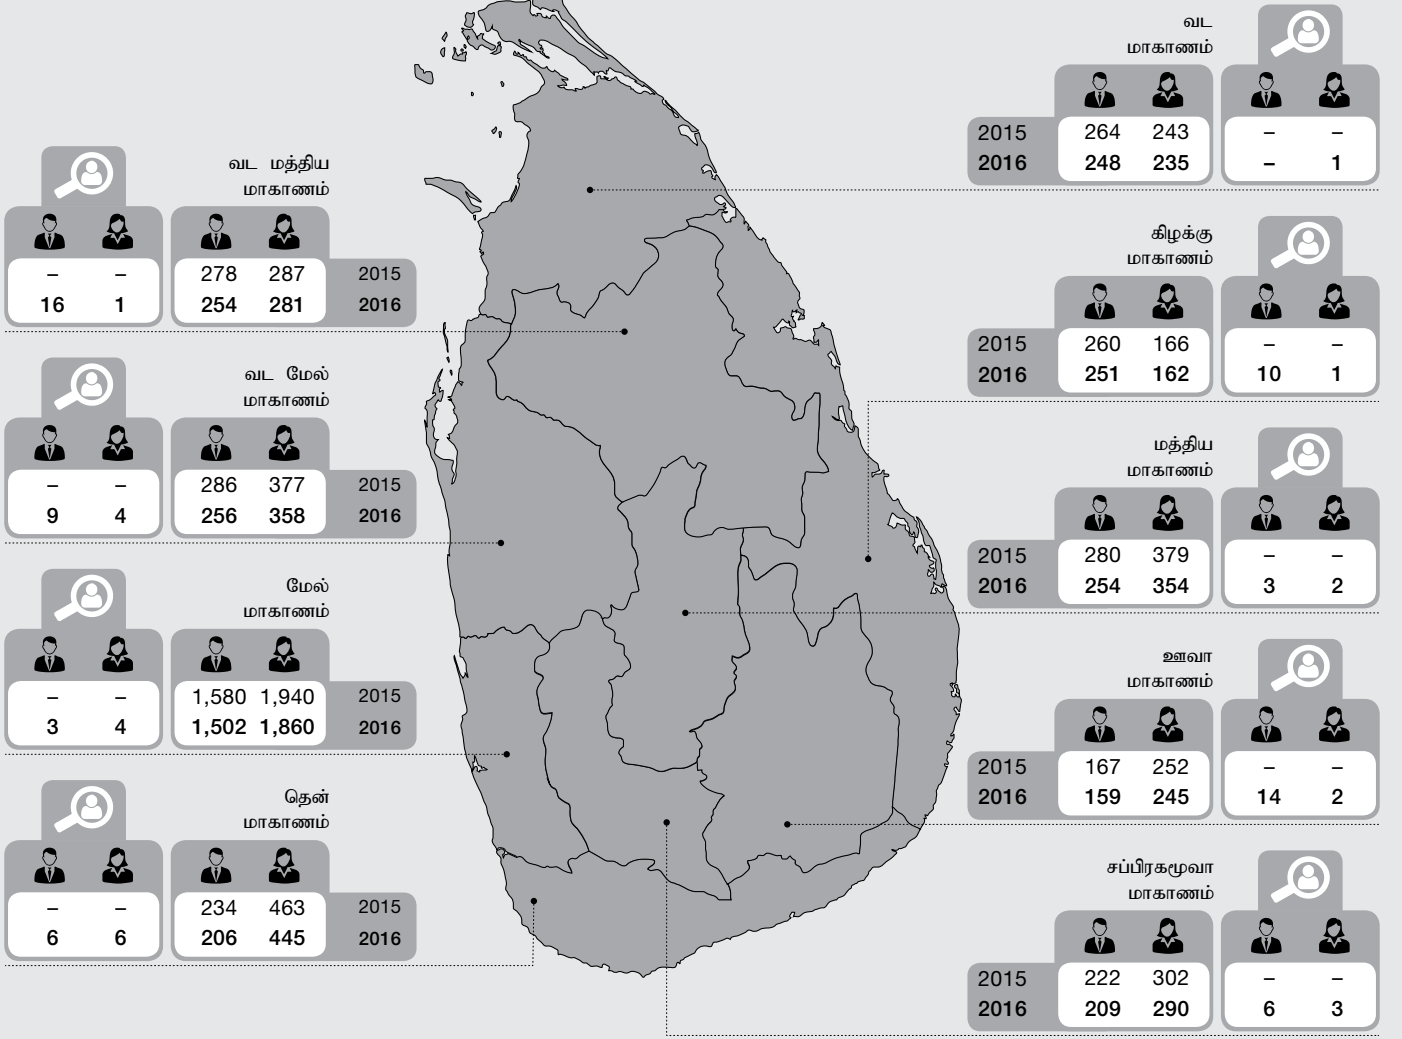 வட மத்திய
மாகாணம்
– – 278 287 2015
16 1 254 281 2016
வட மேல்
மாகாணம்
– – 286 377 2015
9 4 256 358 2016
மேல்
மாகாணம்
– – 1,580 1,940 2015
3 4 1,502 1,860 2016
தென்
மாகாணம்
– – 234 463 2015
6 6 206 445 2016
வட
மாகாணம்
2015 264 243 – –
2016 248 235 – 1
கிழக்கு
மாகாணம்
2015 260 166 – –
2016 251 162 10 1
மத்திய
மாகாணம்
2015 280 379 – –
2016 254 354 3 2
ஊவா
மாகாணம்
2015 167 252 – –
2016 159 245 14 2
சப்பிரகமூவா
மாகாணம்
2015 222 302 – –
2016 209 290 6 3